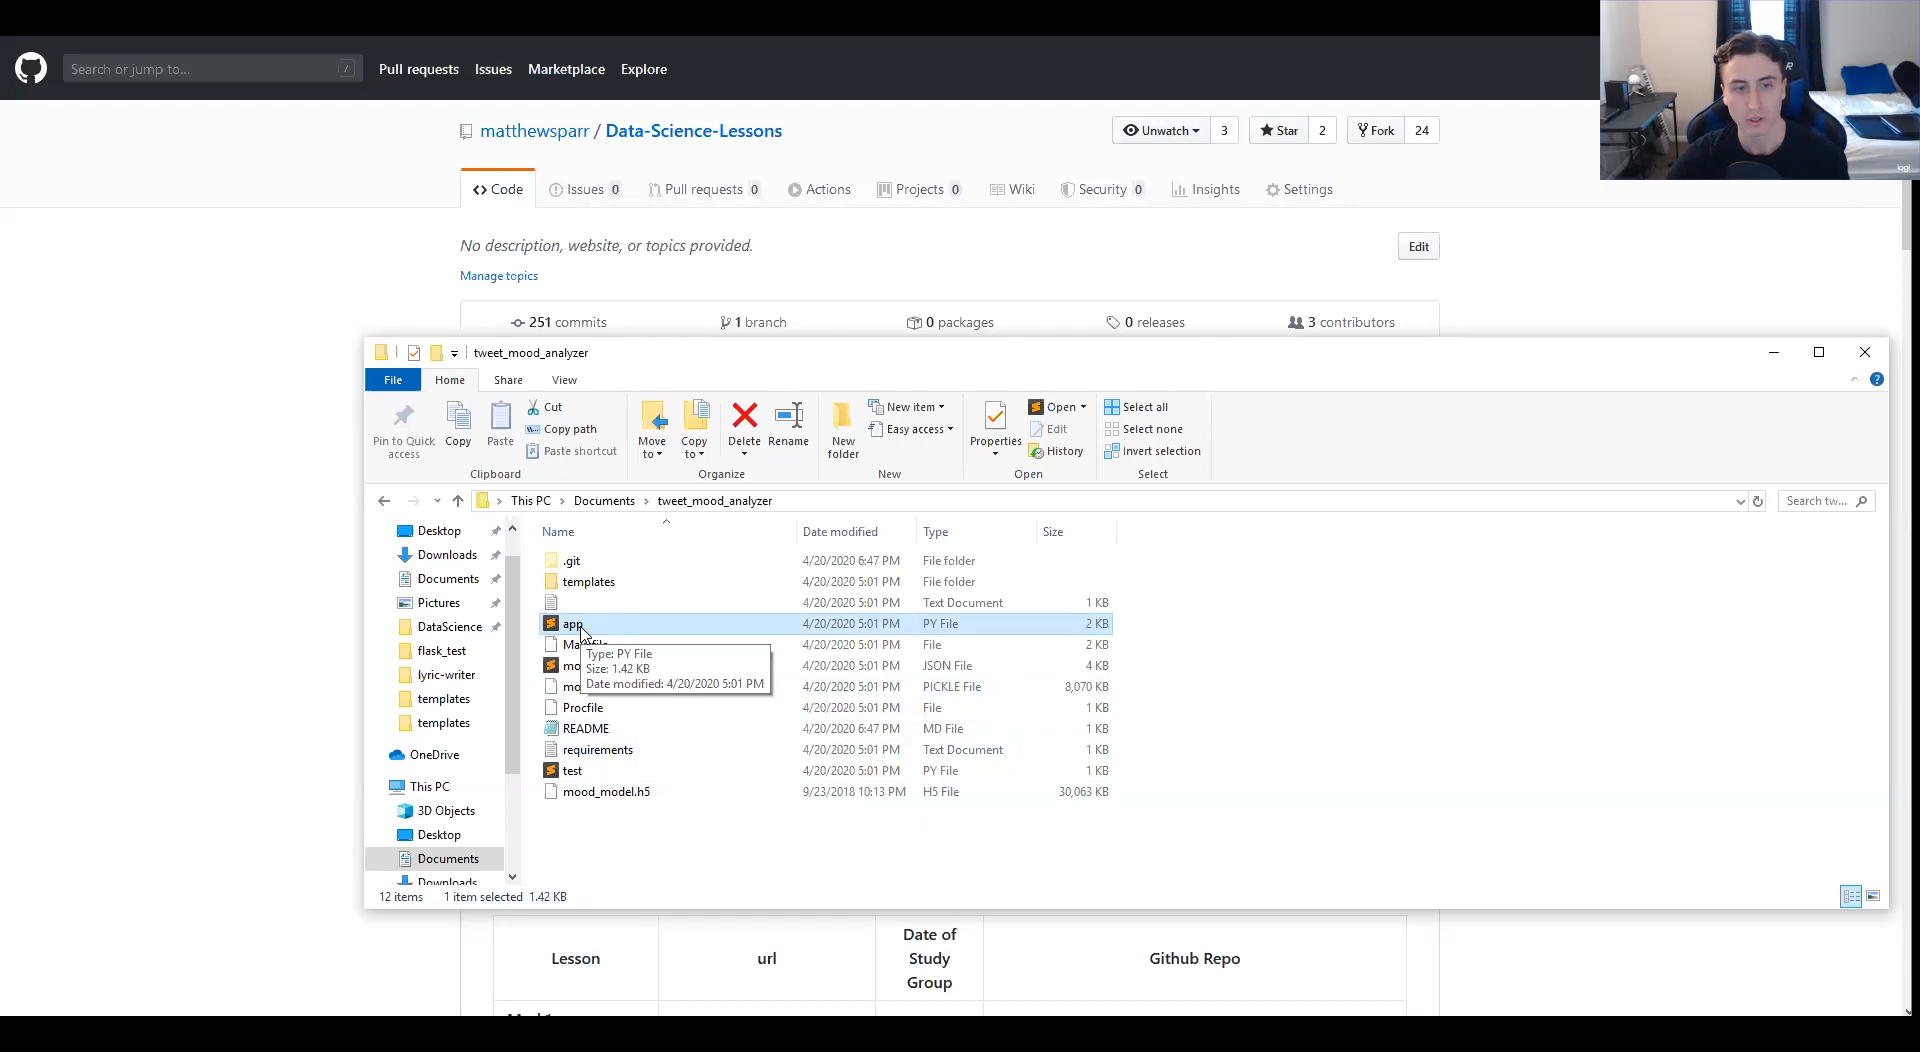 Search or jump to... /
Pull requests Issues Marketplace Explore
matthewsparr / Data-Science-Lessons
Unwatch 3 Star 2 Fork 24
Code Issues 0 Pull requests 0 Actions Projects 0 Wiki Security 0 Insights Settings
No description, website, or topics provided.
Edit
Manage topics
251 commits 1 branch 0 packages 0 releases 3 contributors
tweet_mood_analyzer
File Home Share View
Pin to Quick access
Copy
Paste
Cut
Copy path
Paste shortcut
Clipboard
Move to
Copy to
Delete
Rename
Organize
New folder
New item
Easy access
New
Properties
Open
Edit
History
Open
Select all
Select none
Invert selection
Select
This PC > Documents > tweet_mood_analyzer
Search tw...
Desktop
Downloads
Documents
Pictures
DataScience
flask_test
lyric-writer
templates
templates
OneDrive
This PC
3D Objects
Desktop
Documents
Downloads
Name Date modified Type Size
.git 4/20/2020 6:47 PM File folder
templates 4/20/2020 5:01 PM File folder
4/20/2020 5:01 PM Text Document 1 KB
app 4/20/2020 5:01 PM PY File 2 KB
4/20/2020 5:01 PM File 2 KB
mo 4/20/2020 5:01 PM JSON File 4 KB
mo 4/20/2020 5:01 PM PICKLE File 8,070 KB
Procfile 4/20/2020 5:01 PM File 1 KB
README 4/20/2020 6:47 PM MD File 1 KB
requirements 4/20/2020 5:01 PM Text Document 1 KB
test 4/20/2020 5:01 PM PY File 1 KB
mood_model.h5 9/23/2018 10:13 PM H5 File 30,063 KB
Type: PY File
Size: 1.42 KB
Date modified: 4/20/2020 5:01 PM
12 items 1 item selected 1.42 KB
Lesson url Date of Study Group Github Repo
logi